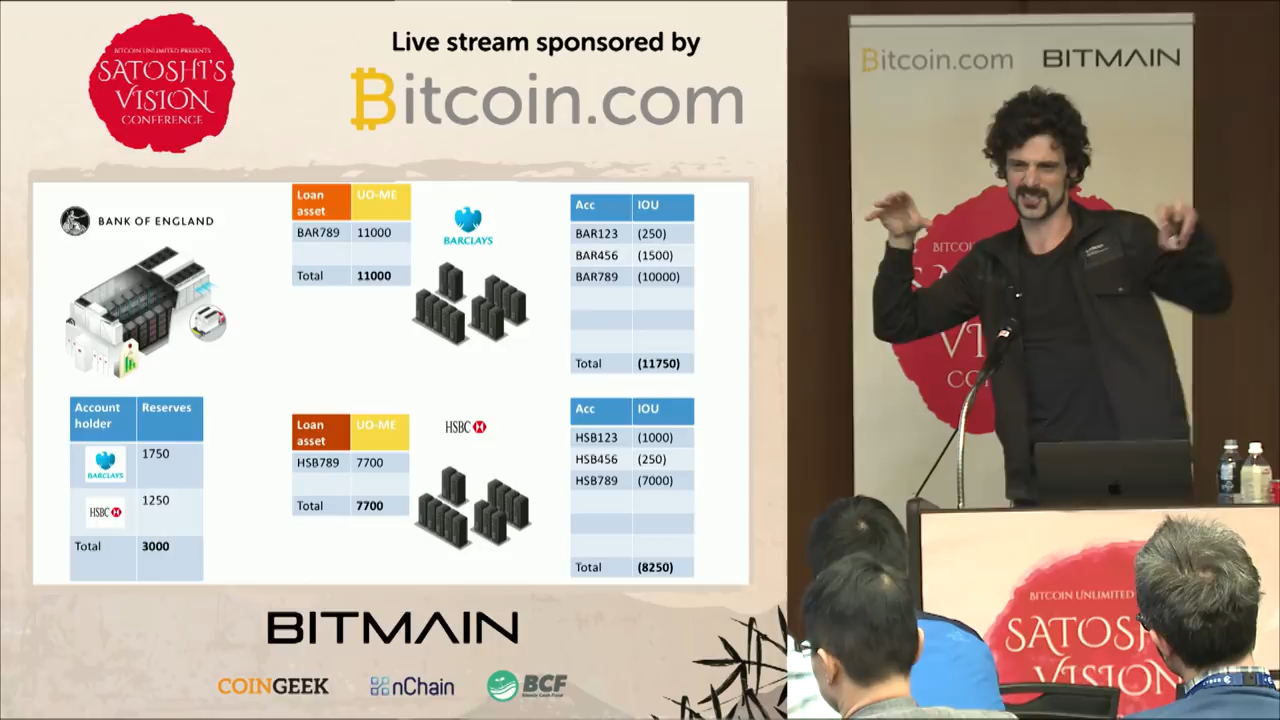 BITCOIN UNLIMITED PRESENTS
SATOSHI'S
VISION
CONFERENCE
Live stream sponsored by
Bitcoin.com
BANK OF ENGLAND
Loan asset UO-ME
BAR789 11000
Total 11000
BARCLAYS
Acc IOU
BAR123 (250)
BAR456 (1500)
BAR789 (10000)
Total (11750)
Account holder Reserves
BARCLAYS 1750
HSBC 1250
Total 3000
Loan asset UO-ME
HSB789 7700
Total 7700
HSBC
Acc IOU
HSB123 (1000)
HSB456 (250)
HSB789 (7000)
Total (8250)
BITMAIN
COINGEEK
nChain
BCF
Bitcoin.com BITMAIN
BITCOIN UNLIMITED
SATOSH
VISION